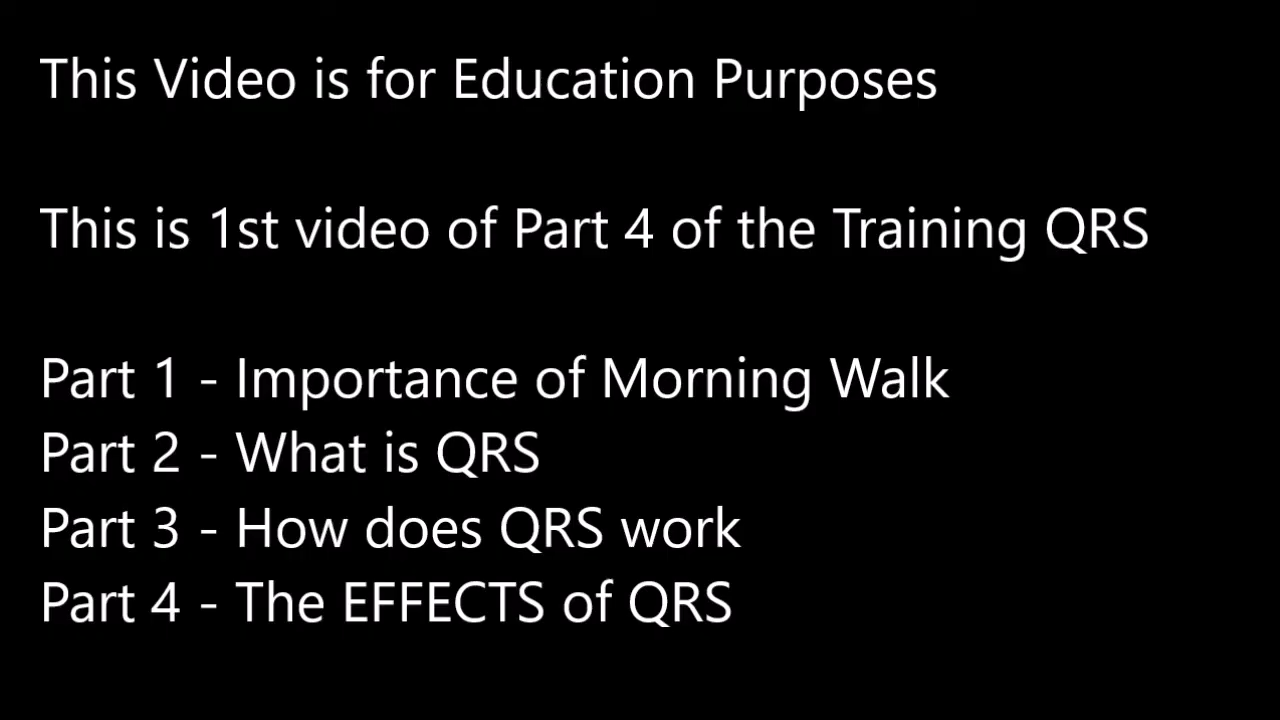 This Video is for Education Purposes
This is 1st video of Part 4 of the Training QRS
Part 1 - Importance of Morning Walk
Part 2 - What is QRS
Part 3 - How does QRS work
Part 4 - The EFFECTS of QRS